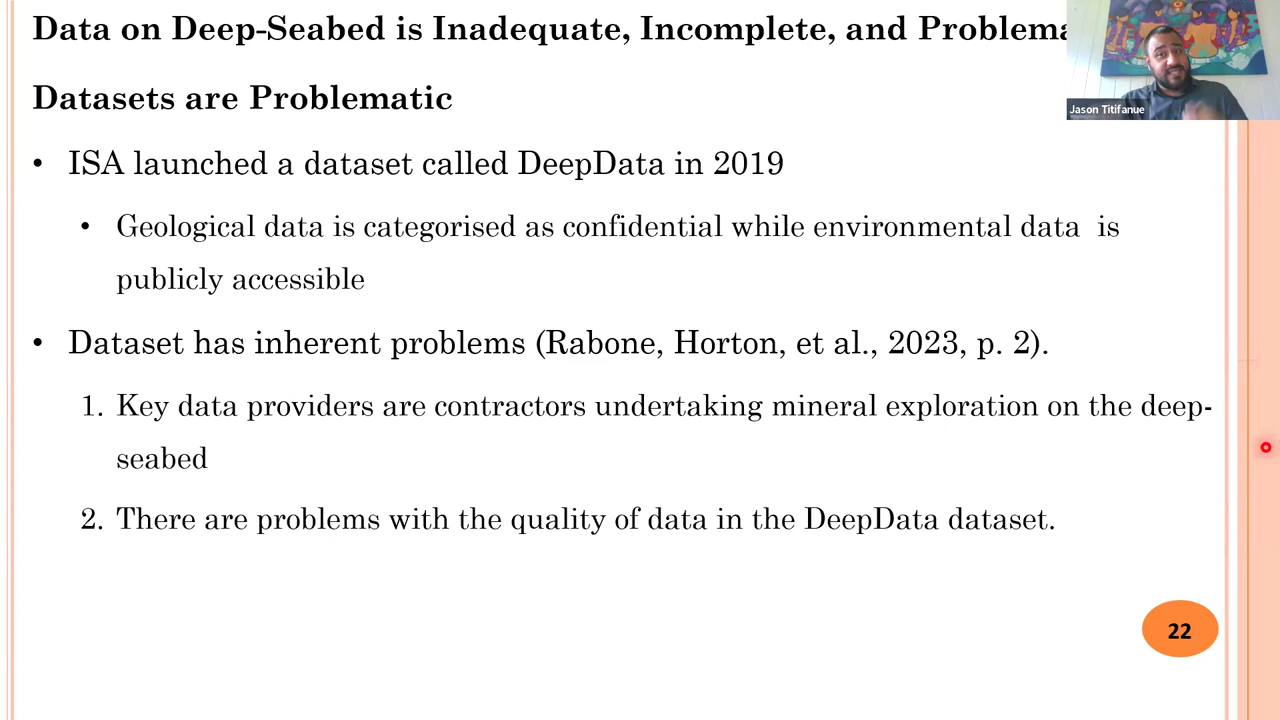 Data on Deep-Seabed is Inadequate, Incomplete, and
Datasets are Problematic
Jason Titifanue
• ISA launched a dataset called DeepData in 2019
• Geological data is categorised as confidential while environmental data is
publicly accessible
• Dataset has inherent problems (Rabone, Horton, et al., 2023, p. 2).
1. Key data providers are contractors undertaking mineral exploration on the deep-
seabed
2. There are problems with the quality of data in the DeepData dataset.
22